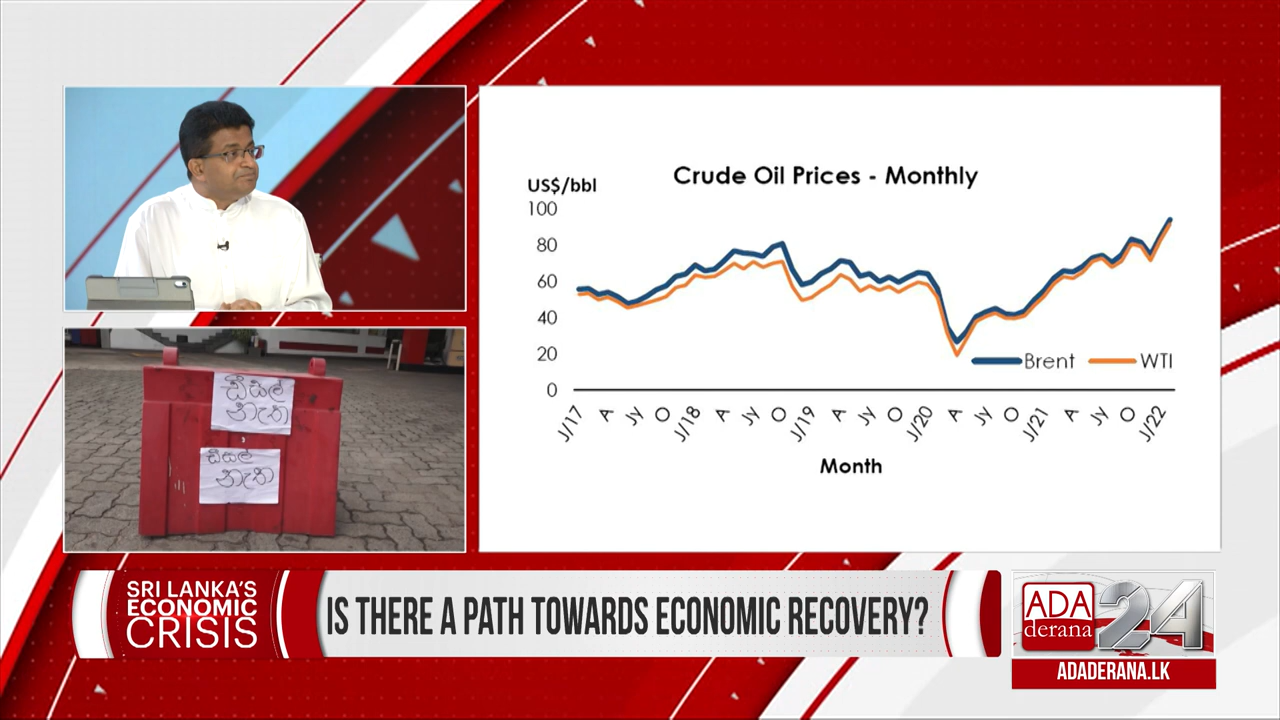 US$/bbl
Crude Oil Prices - Monthly
100
80
60
40
20
0
Brent
WTI
J/17 A Jy O J/18 A Jy O J/19 A Jy O J/20 A Jy O J/21 A Jy O J/22
Month
ඩීසල්
නැත
ඩීසල්
නැත
SRI LANKA'S
ECONOMIC
CRISIS
IS THERE A PATH TOWARDS ECONOMIC RECOVERY?
ADA
derana
24
ADADERANA.LK